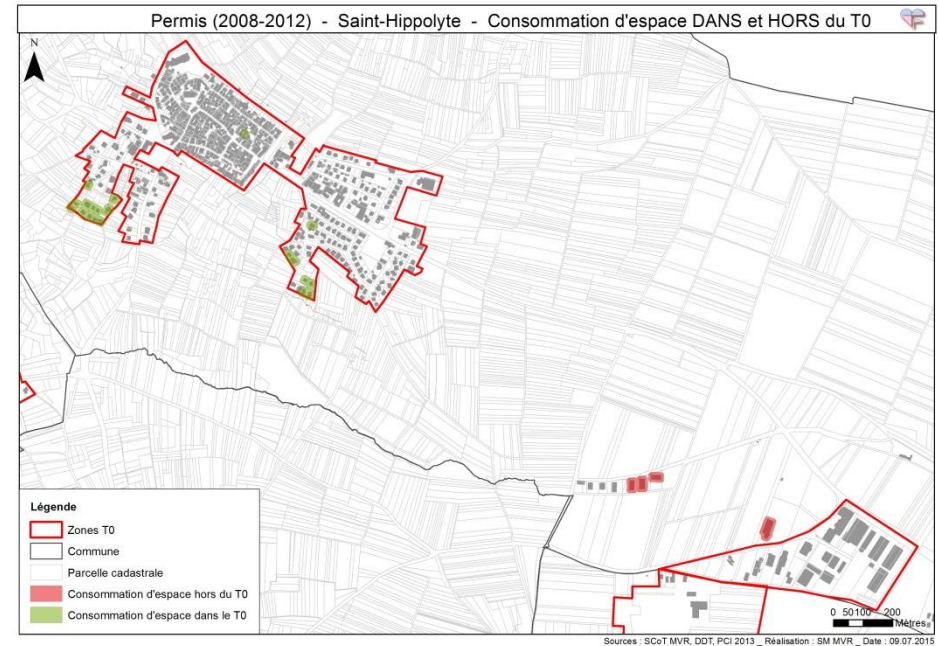 Permis (2008-2012) - Saint-Hippolyte - Consommation d'espace DANS et HORS du T0
N
Légende
Zones T0
Commune
Parcelle cadastrale
Consommation d'espace hors du T0
Consommation d'espace dans le T0
0 50100 200
Mètres
Sources : SCoT MVR, DDT, PCI 2013 _ Réalisation : SM MVR _ Date : 09.07.2015